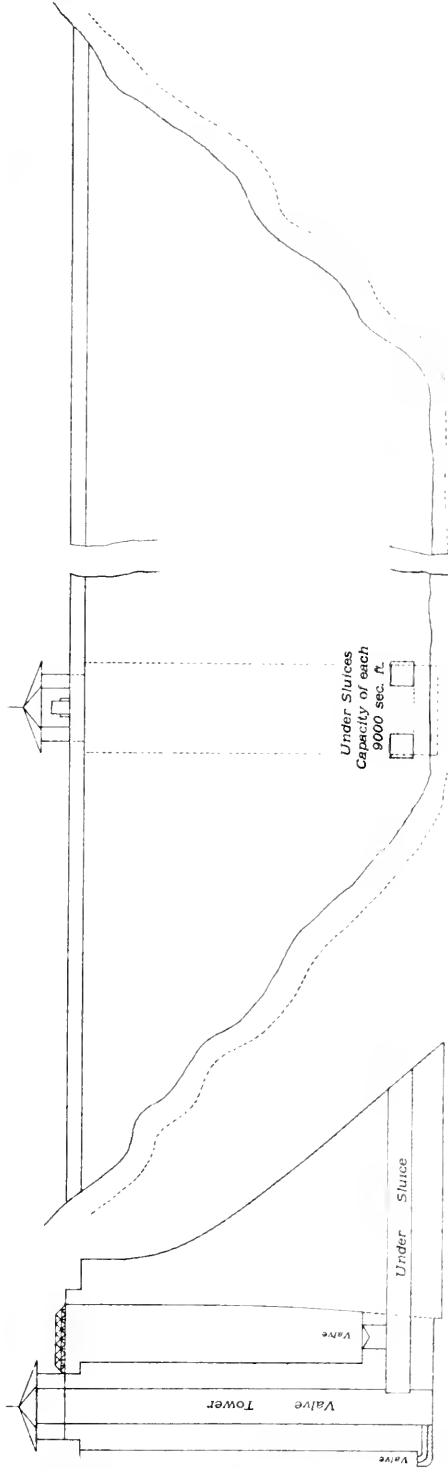 Under Sluices
Capacity of each
9000 sec. ft.
Under Sluice
Valve
Valve
Tower
Valve